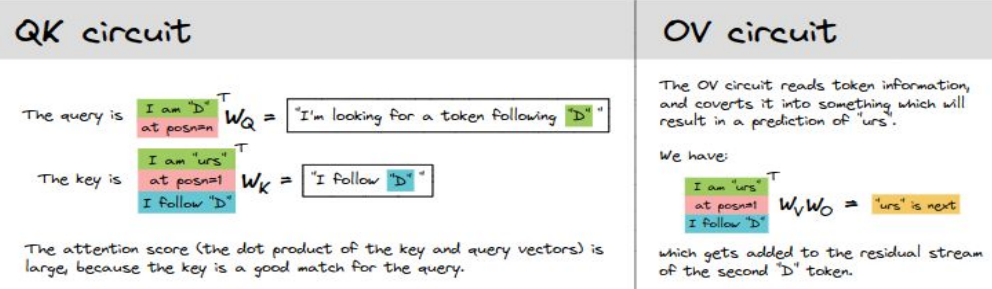 QK circuit
The query is I am "D" at posn=n T WQ = "I'm looking for a token following "D" "
The key is I am "urs" at posn=1 I follow "D" T WK = "I follow "D" "
The attention score (the dot product of the key and query vectors) is
large, because the key is a good match for the query.
OV circuit
The OV circuit reads token information,
and coverts it into something which will
result in a prediction of "urs".
We have:
I am "urs" at posn=1 I follow "D" T WVWO = "urs" is next
which gets added to the residual stream
of the second "D" token.